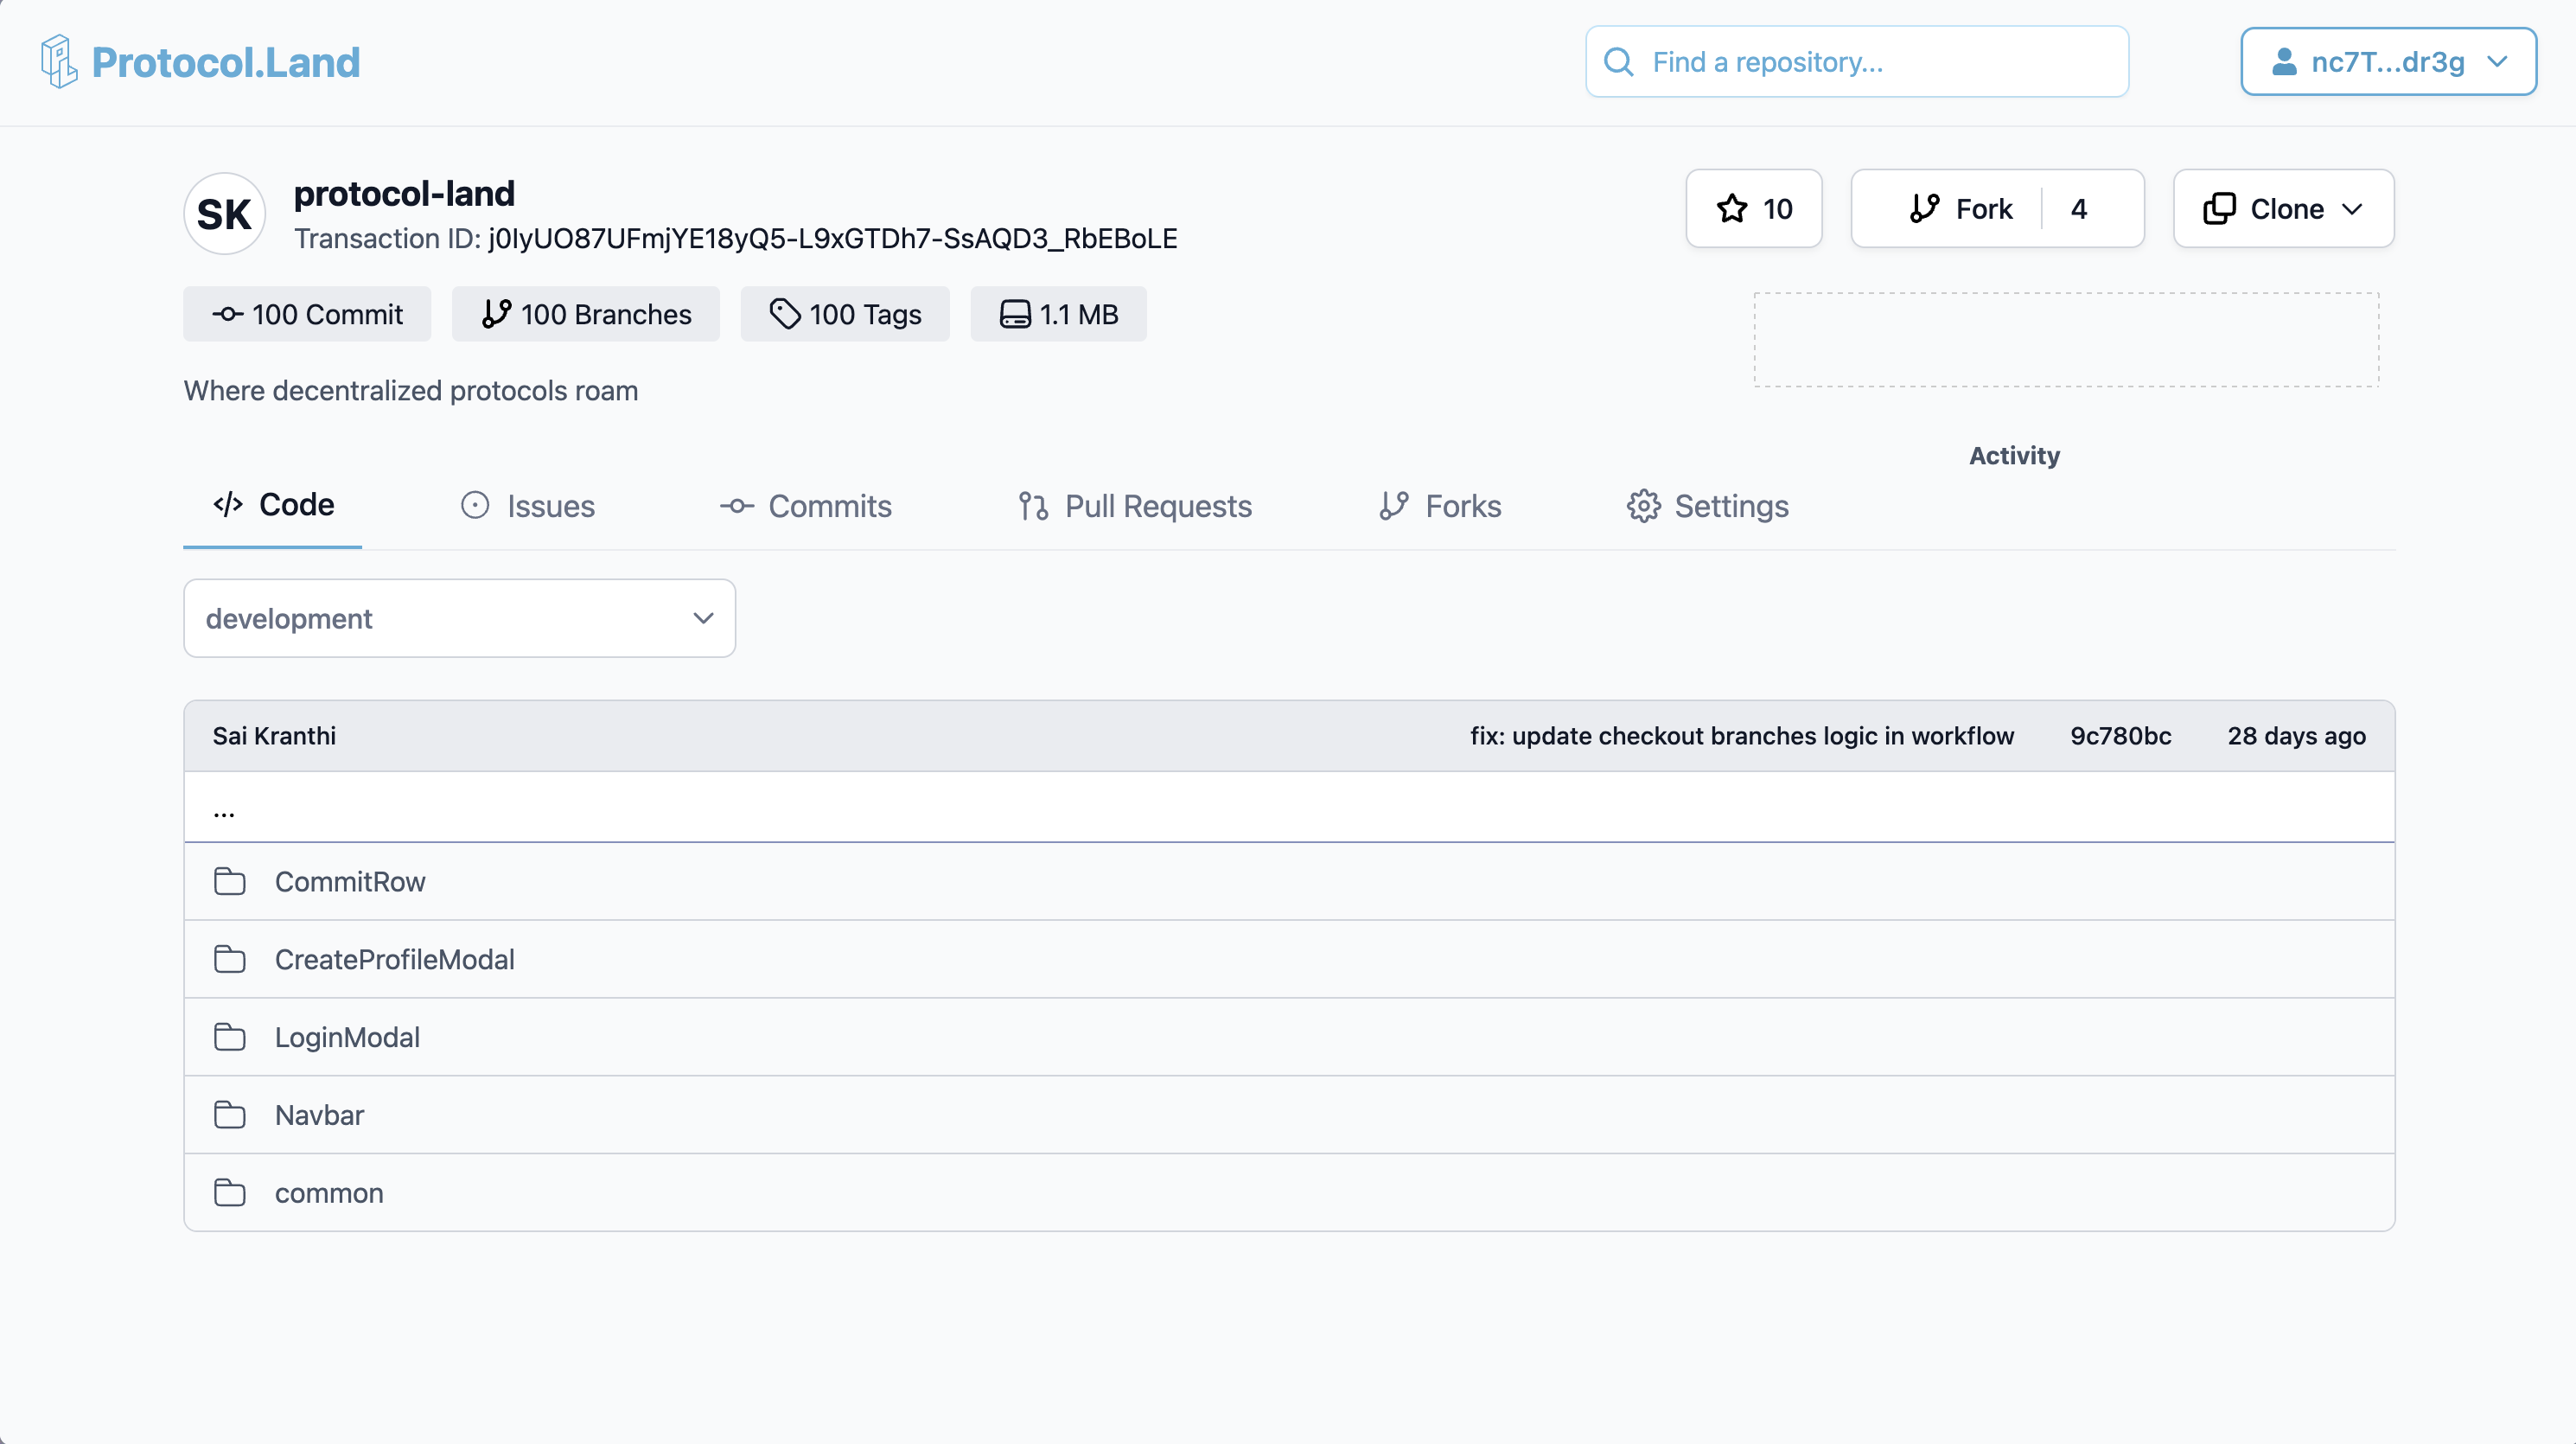 Protocol.Land
Find a repository...
nc7T...dr3g
SK
protocol-land
Transaction ID: j0IyUO87UFmjYE18yQ5-L9xGTDh7-SsAQD3_RbEBoLE
10
Fork 4
Clone
100 Commit
100 Branches
100 Tags
1.1 MB
Where decentralized protocols roam
Activity
Code
Issues
Commits
Pull Requests
Forks
Settings
development
Sai Kranthi fix: update checkout branches logic in workflow 9c780bc 28 days ago
...
CommitRow
CreateProfileModal
LoginModal
Navbar
common